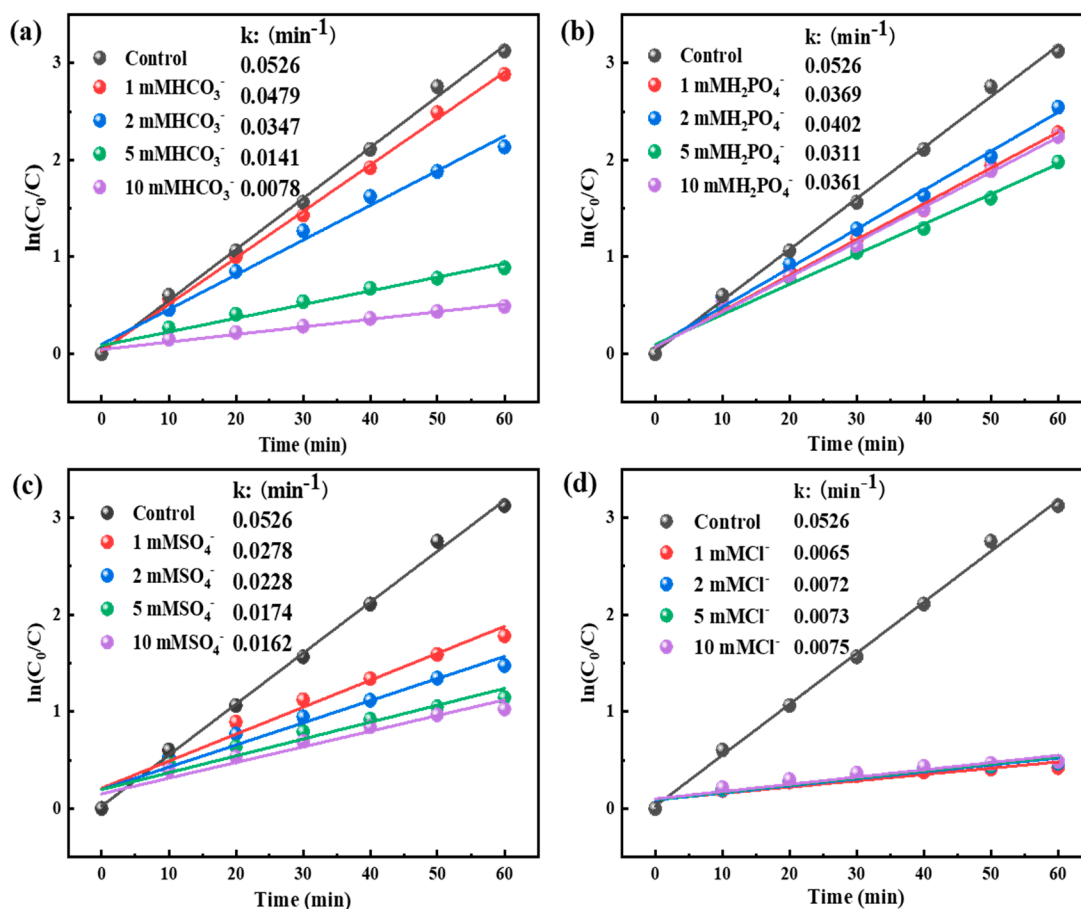 (a)
k: (min⁻¹)
Control 0.0526
1 mMHCO₃⁻ 0.0479
2 mMHCO₃⁻ 0.0347
5 mMHCO₃⁻ 0.0141
10 mMHCO₃⁻ 0.0078
ln(C₀/C)
3
2
1
0
0 10 20 30 40 50 60
Time (min)
(b)
k: (min⁻¹)
Control 0.0526
1 mMH₂PO₄⁻ 0.0369
2 mMH₂PO₄⁻ 0.0402
5 mMH₂PO₄⁻ 0.0311
10 mMH₂PO₄⁻ 0.0361
ln(C₀/C)
3
2
1
0
0 10 20 30 40 50 60
Time (min)
(c)
k: (min⁻¹)
Control 0.0526
1 mMSO₄⁻ 0.0278
2 mMSO₄⁻ 0.0228
5 mMSO₄⁻ 0.0174
10 mMSO₄⁻ 0.0162
ln(C₀/C)
3
2
1
0
0 10 20 30 40 50 60
Time (min)
(d)
k: (min⁻¹)
Control 0.0526
1 mMCl⁻ 0.0065
2 mMCl⁻ 0.0072
5 mMCl⁻ 0.0073
10 mMCl⁻ 0.0075
ln(C₀/C)
3
2
1
0
0 10 20 30 40 50 60
Time (min)